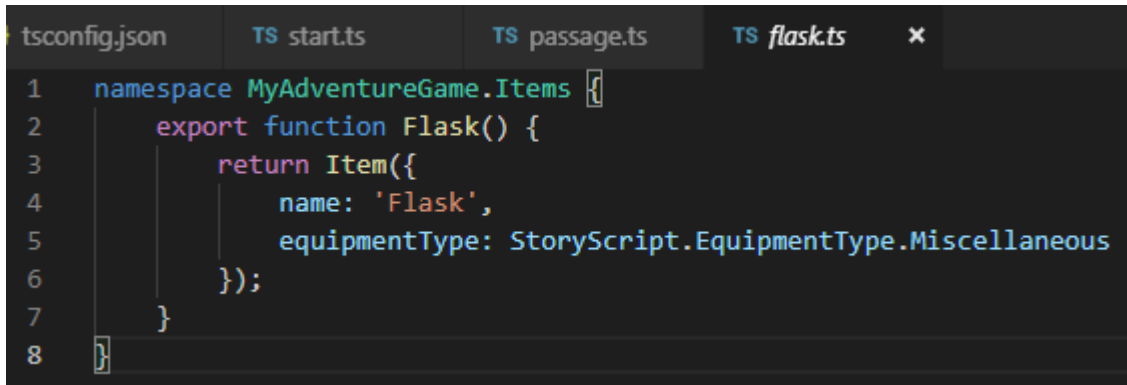 tsconfig.json TS start.ts TS passage.ts TS flask.ts ×
1 namespace MyAdventureGame.Items {
2 export function Flask() {
3 return Item({
4 name: 'Flask',
5 equipmentType: StoryScript.EquipmentType.Miscellaneous
6 });
7 }
8 }